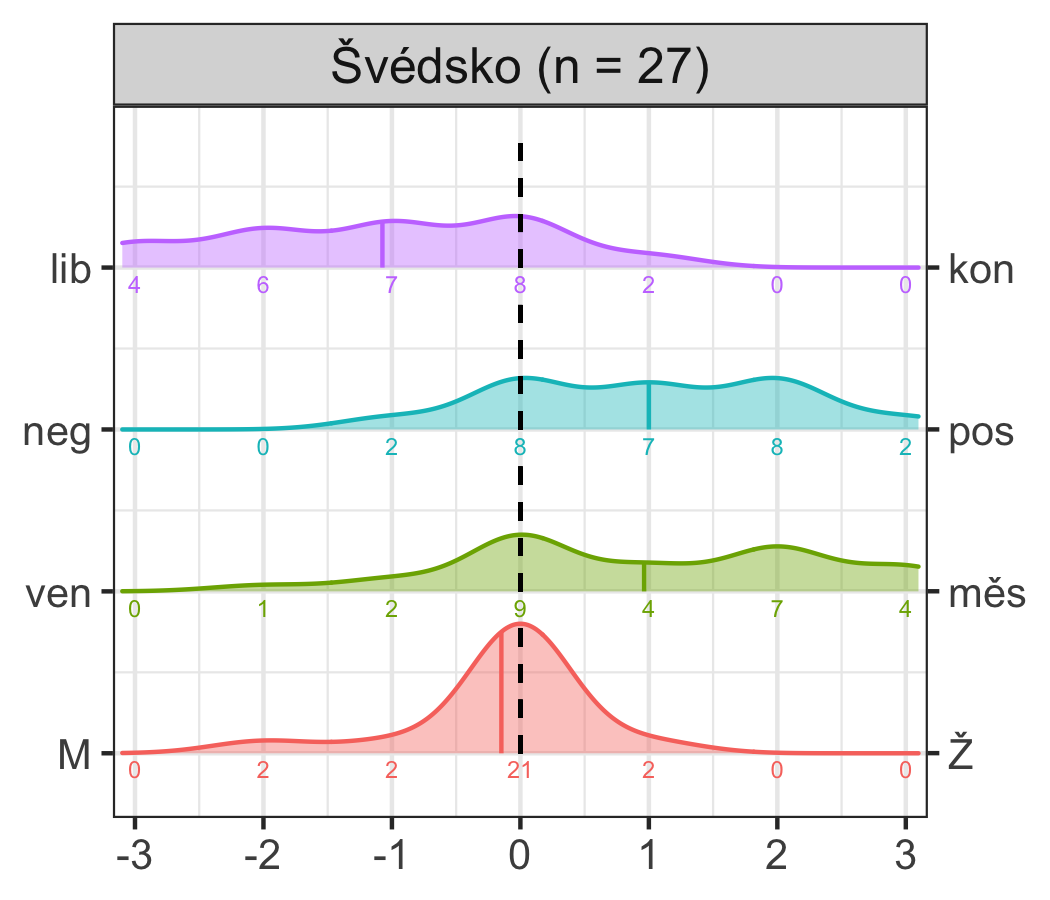 Švédsko (n = 27)
lib kon
4 6 7 8 2 0 0
neg pos
0 0 2 8 7 8 2
ven měs
0 1 2 9 4 7 4
M Ž
0 2 2 21 2 0 0
-3 -2 -1 0 1 2 3